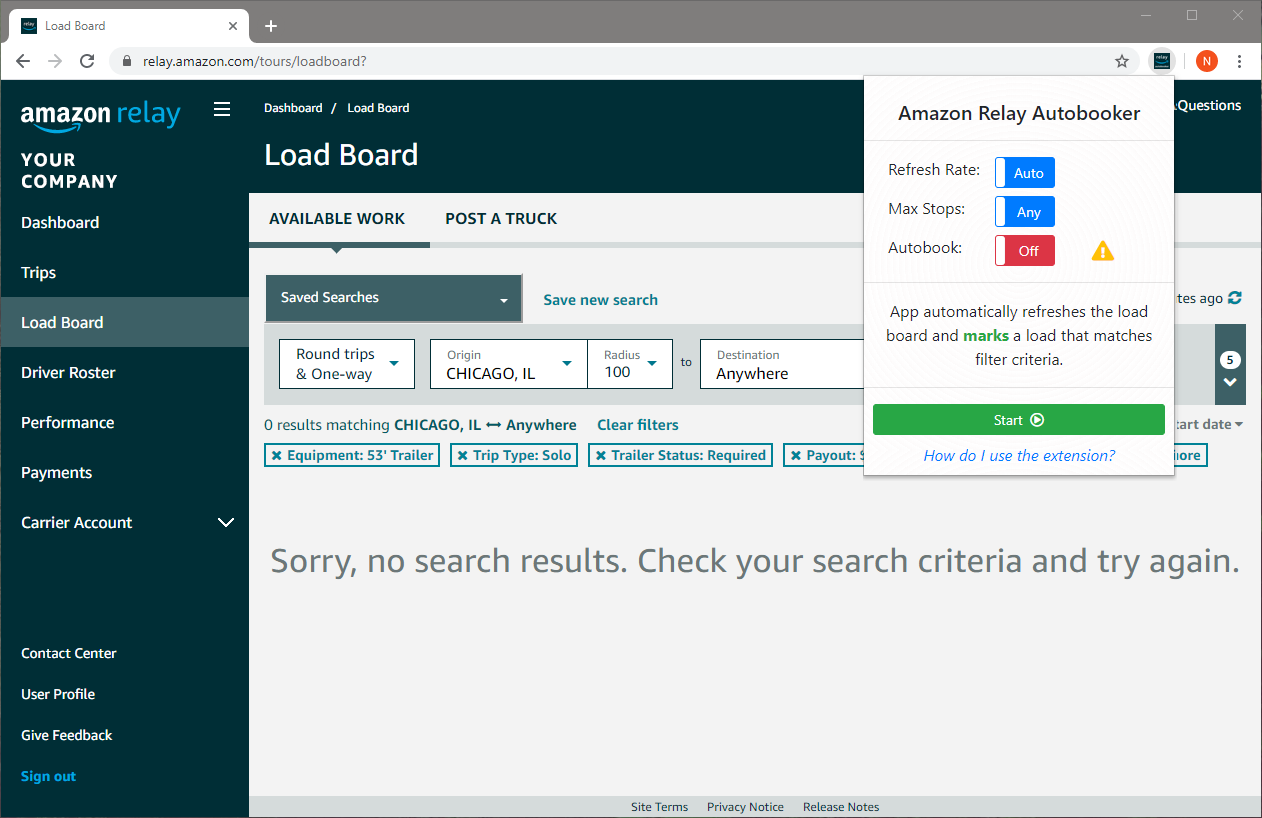 relay
Load Board
relay.amazon.com/tours/loadboard?
relay
N
amazon relay
YOUR
COMPANY
Dashboard
Trips
Load Board
Driver Roster
Performance
Payments
Carrier Account
Contact Center
User Profile
Give Feedback
Sign out
Dashboard / Load Board
Questions
Load Board
AVAILABLE WORK POST A TRUCK
Saved Searches
Save new search
ago
Round trips
& One-way
Origin
CHICAGO, IL
Radius
100
to
Destination
Anywhere
5
0 results matching CHICAGO, IL ↔ Anywhere Clear filters
date
Equipment: 53' Trailer
Trip Type: Solo
Trailer Status: Required
Payout:
Sorry, no search results. Check your search criteria and try again.
Site Terms Privacy Notice Release Notes
Amazon Relay Autobooker
Refresh Rate: Auto
Max Stops: Any
Autobook: Off
App automatically refreshes the load
board and marks a load that matches
filter criteria.
Start
How do I use the extension?